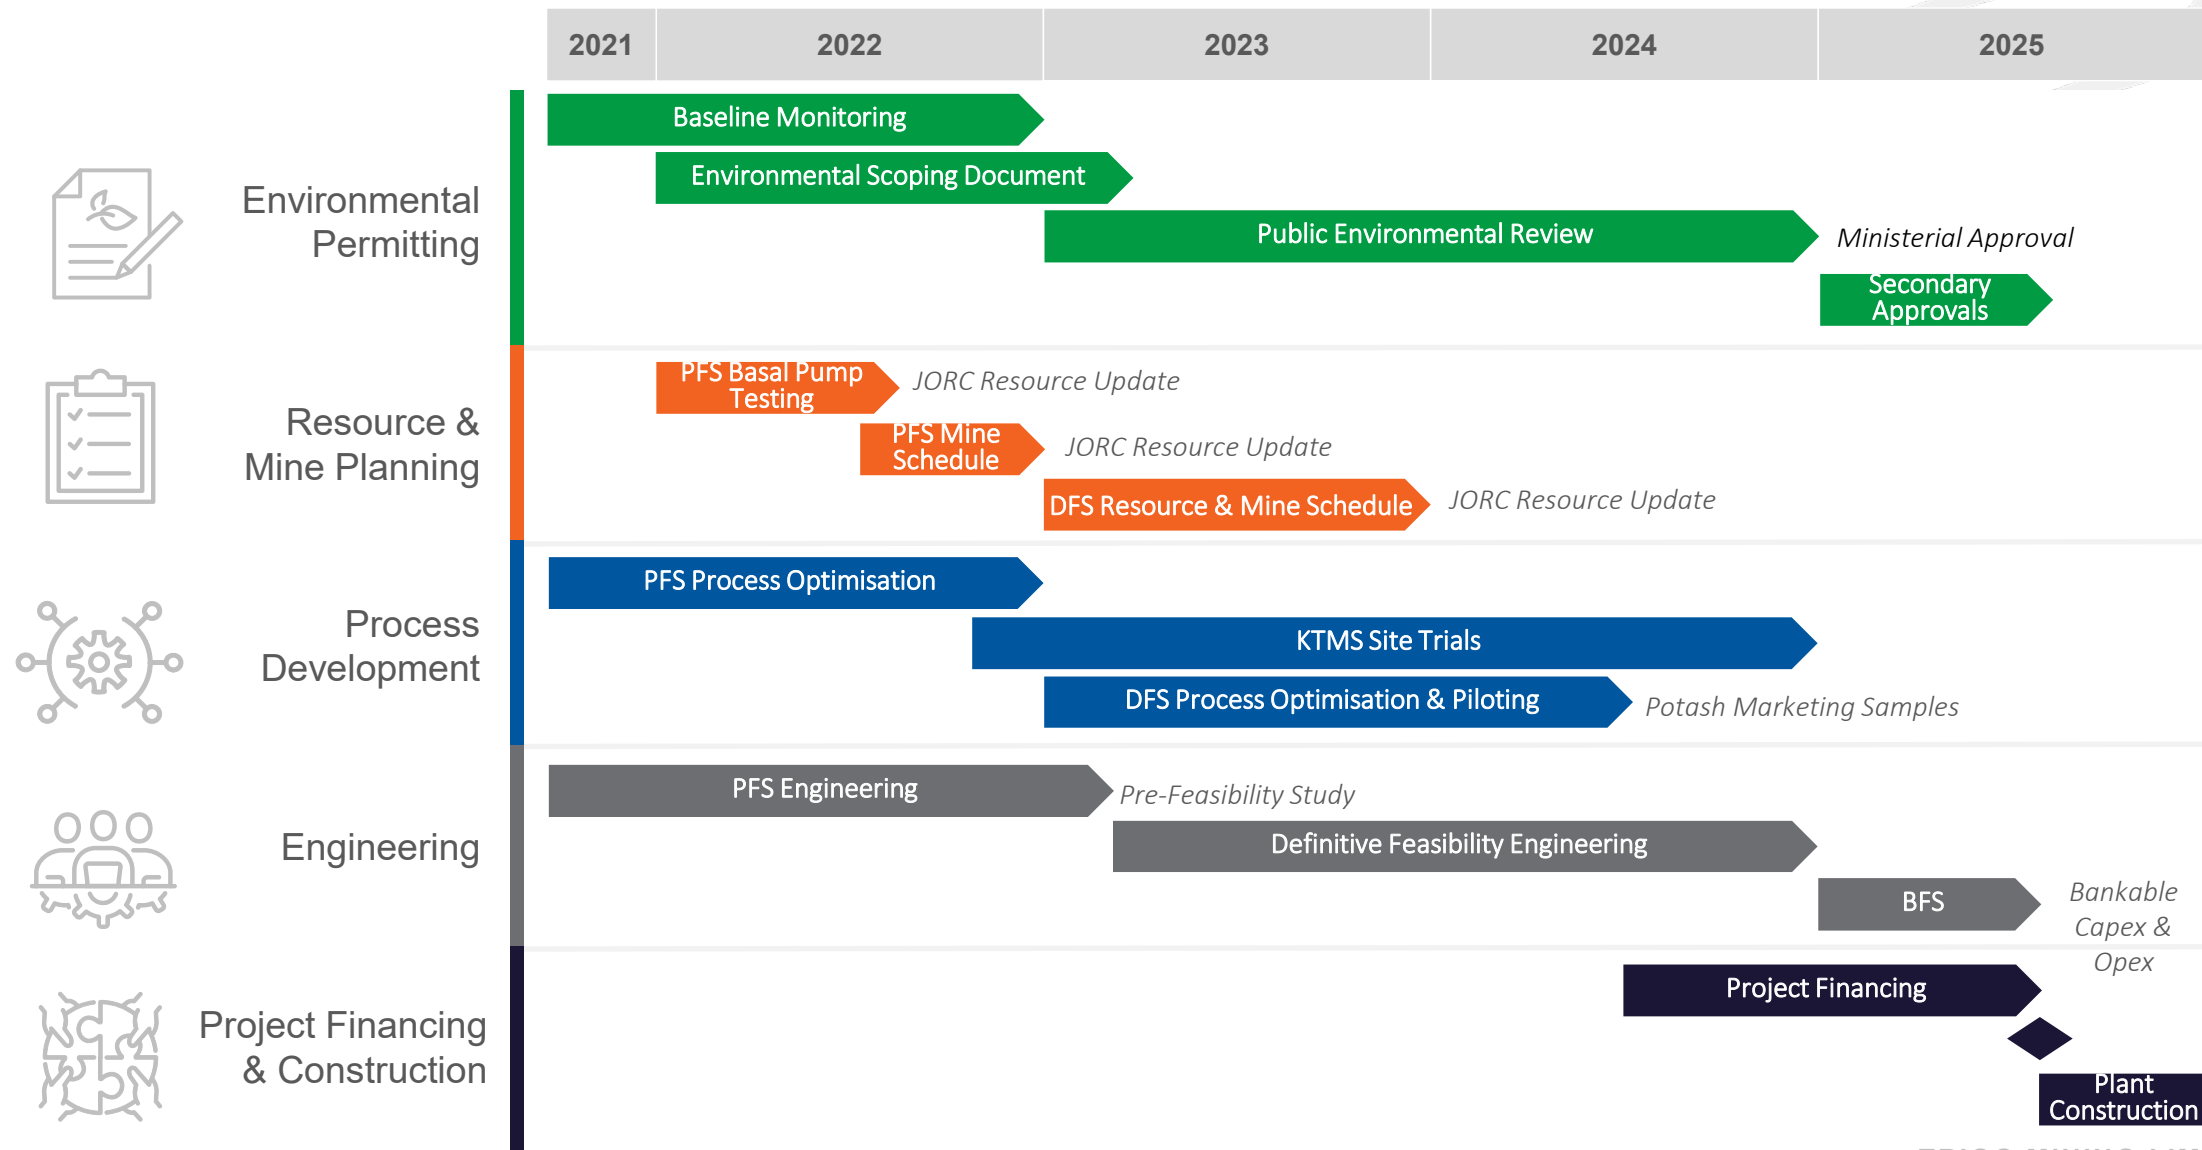 2021 2022 2023 2024 2025
Environmental
Permitting
Baseline Monitoring
Environmental Scoping Document
Public Environmental Review
Ministerial Approval
Secondary
Approvals
Resource &
Mine Planning
PFS Basal Pump
Testing
JORC Resource Update
PFS Mine
Schedule
JORC Resource Update
DFS Resource & Mine Schedule
JORC Resource Update
Process
Development
PFS Process Optimisation
KTMS Site Trials
DFS Process Optimisation & Piloting
Potash Marketing Samples
Engineering
PFS Engineering
Pre-Feasibility Study
Definitive Feasibility Engineering
BFS
Bankable
Capex &
Opex
Project Financing
& Construction
Project Financing
Plant
Construction